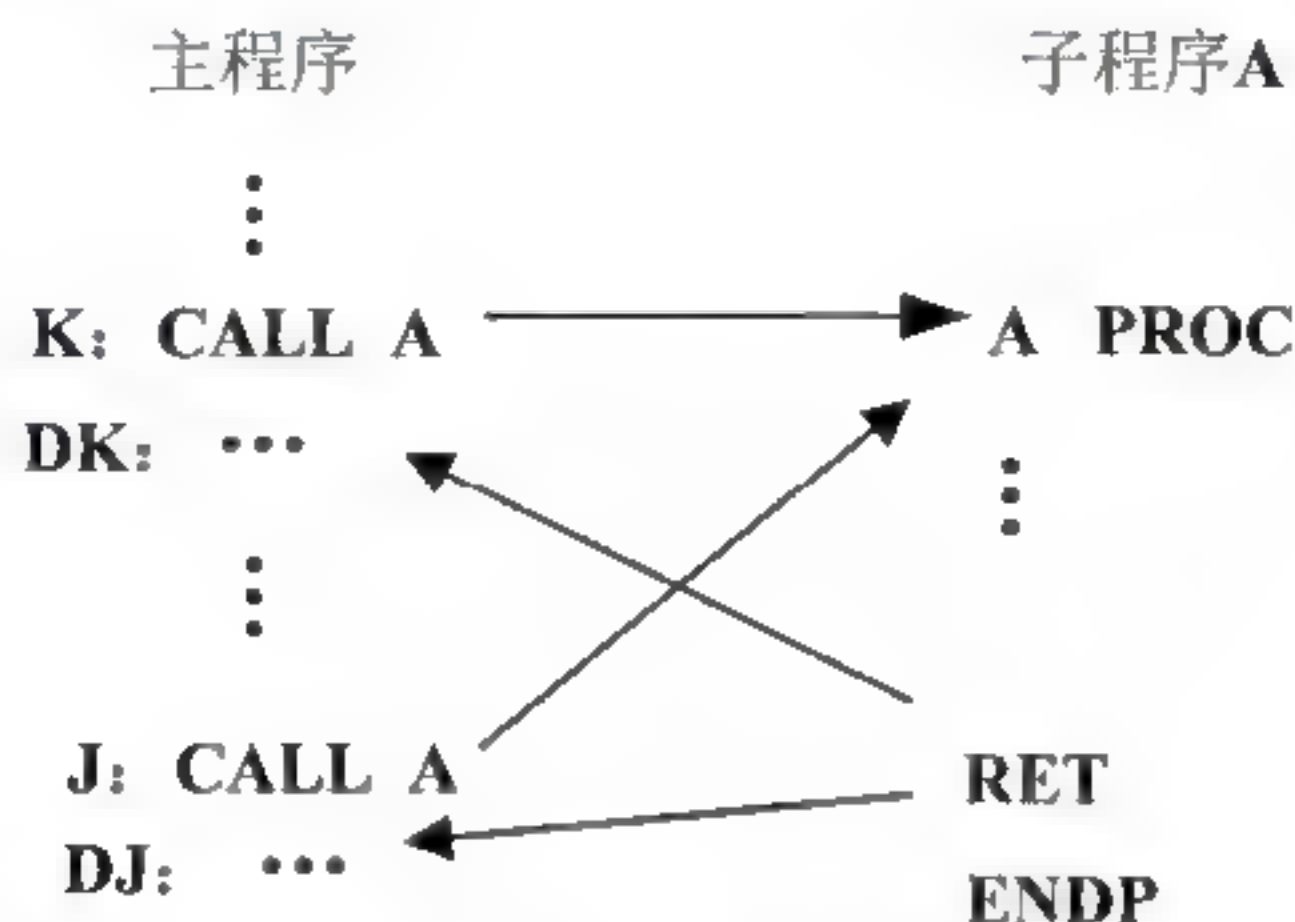 主程序
子程序A
⋮
K: CALL A
A PROC
DK: …
⋮
⋮
J: CALL A
RET
DJ: …
ENDP